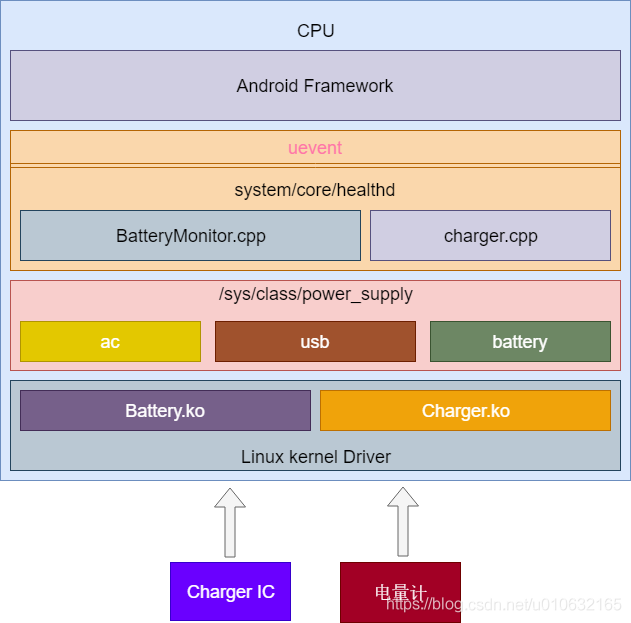 CPU
Android Framework
uevent
system/core/healthd
BatteryMonitor.cpp
charger.cpp
/sys/class/power_supply
ac
usb
battery
Battery.ko
Charger.ko
Linux kernel Driver
Charger IC
电量计
https://blog.csdn.net/u010632165